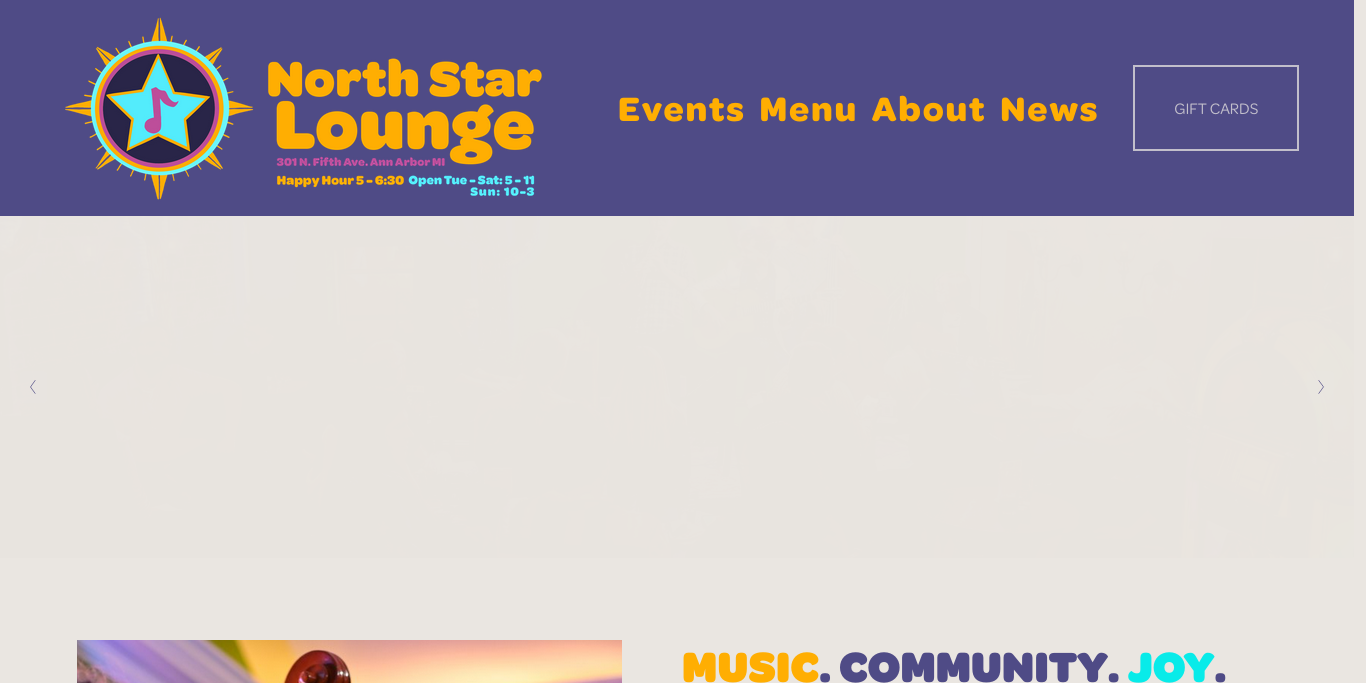 North Star
Lounge
301 N. Fifth Ave. Ann Arbor MI
Happy Hour 5 - 6:30 Open Tue - Sat: 5 - 11
Sun: 10-3
Events Menu About News
GIFT CARDS
MUSIC. COMMUNITY. JOY.